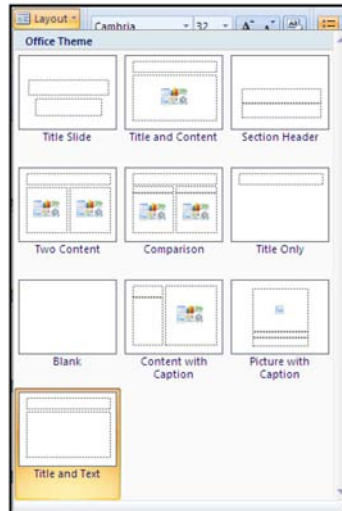 Layout Cambria 32 A A Aa
Office Theme
Title Slide Title and Content Section Header
Two Content Comparison Title Only
Blank Content with Picture with
Caption Caption
Title and Text